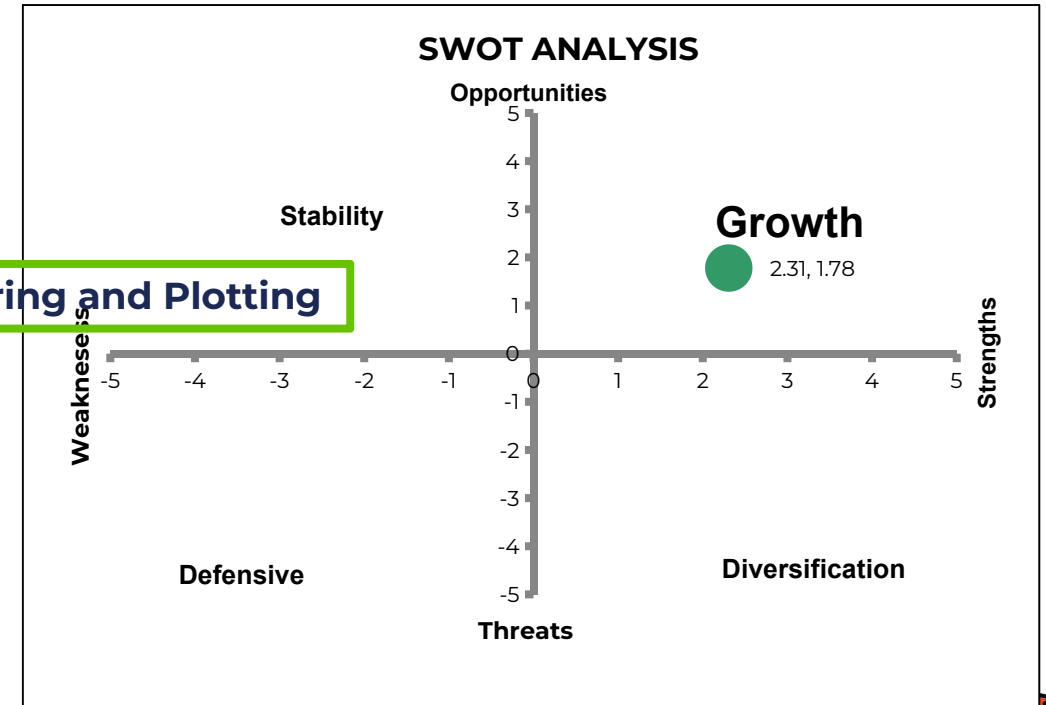 SWOT ANALYSIS
Opportunities
5
4
3
2
1
0
-1
-2
-3
-4
-5
Stability
Growth
2.31, 1.78
ring and Plotting
Weaknesess
Strengths
-5 -4 -3 -2 -1 0 1 2 3 4 5
Defensive
Diversification
Threats